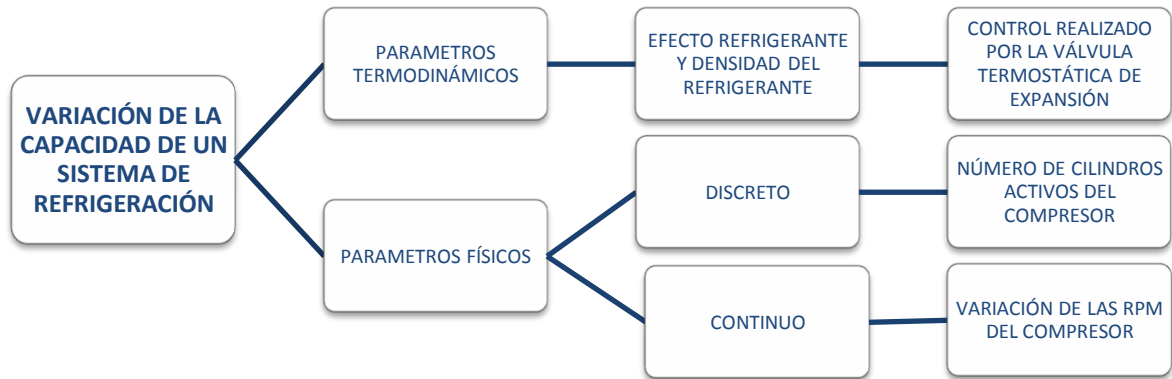 VARIACIÓN DE LA
CAPACIDAD DE UN
SISTEMA DE
REFRIGERACIÓN
PARAMETROS
TERMODINÁMICOS
EFECTO REFRIGERANTE
Y DENSIDAD DEL
REFRIGERANTE
CONTROL REALIZADO
POR LA VÁLVULA
TERMOSTÁTICA DE
EXPANSIÓN
PARAMETROS FÍSICOS
DISCRETO
NÚMERO DE CILINDROS
ACTIVOS DEL
COMPRESOR
CONTINUO
VARIACIÓN DE LAS RPM
DEL COMPRESOR